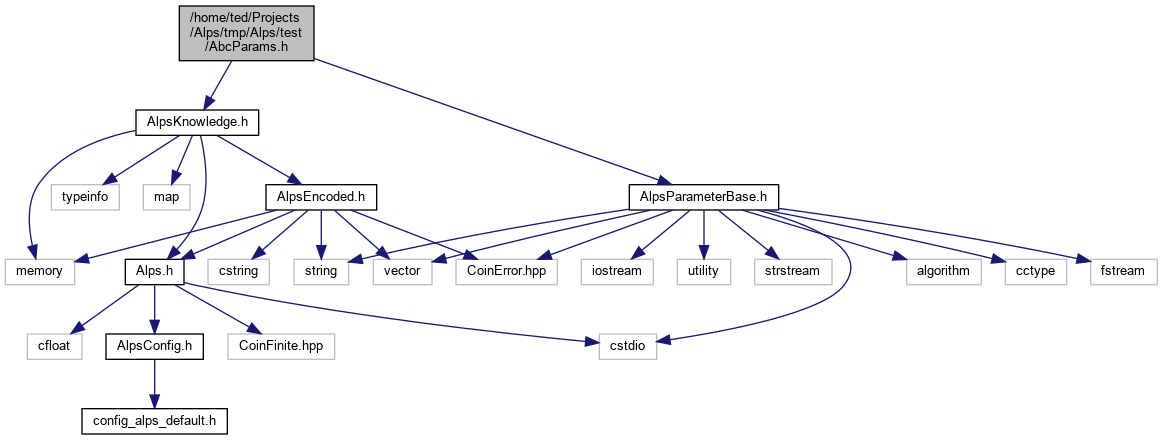 /home/ted/Projects
/Alps/tmp/Alps/test
/AbcParams.h
AlpsKnowledge.h
typeinfo
map
AlpsEncoded.h
AlpsParameterBase.h
memory
Alps.h
cstring
string
vector
CoinError.hpp
iostream
utility
strstream
algorithm
cctype
fstream
cfloat
AlpsConfig.h
CoinFinite.hpp
cstdio
config_alps_default.h